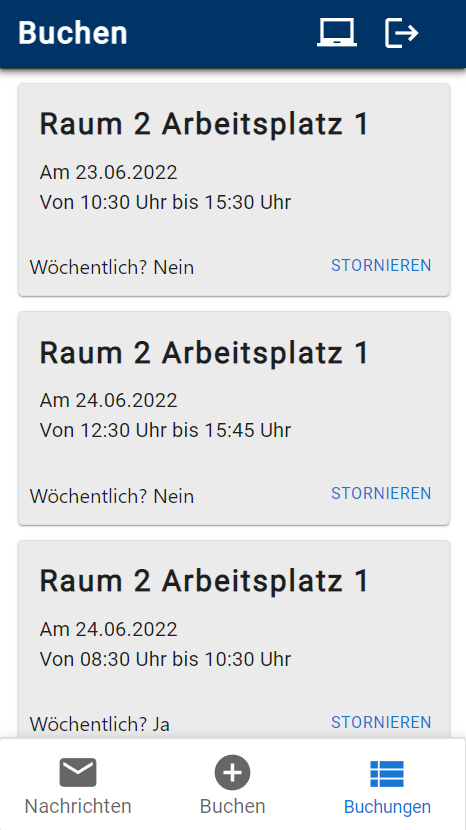 Buchen
Raum 2 Arbeitsplatz 1
Am 23.06.2022
Von 10:30 Uhr bis 15:30 Uhr
Wöchentlich? Nein STORNIEREN
Raum 2 Arbeitsplatz 1
Am 24.06.2022
Von 12:30 Uhr bis 15:45 Uhr
Wöchentlich? Nein STORNIEREN
Raum 2 Arbeitsplatz 1
Am 24.06.2022
Von 08:30 Uhr bis 10:30 Uhr
Wöchentlich? Ja STORNIEREN
Nachrichten Buchen Buchungen